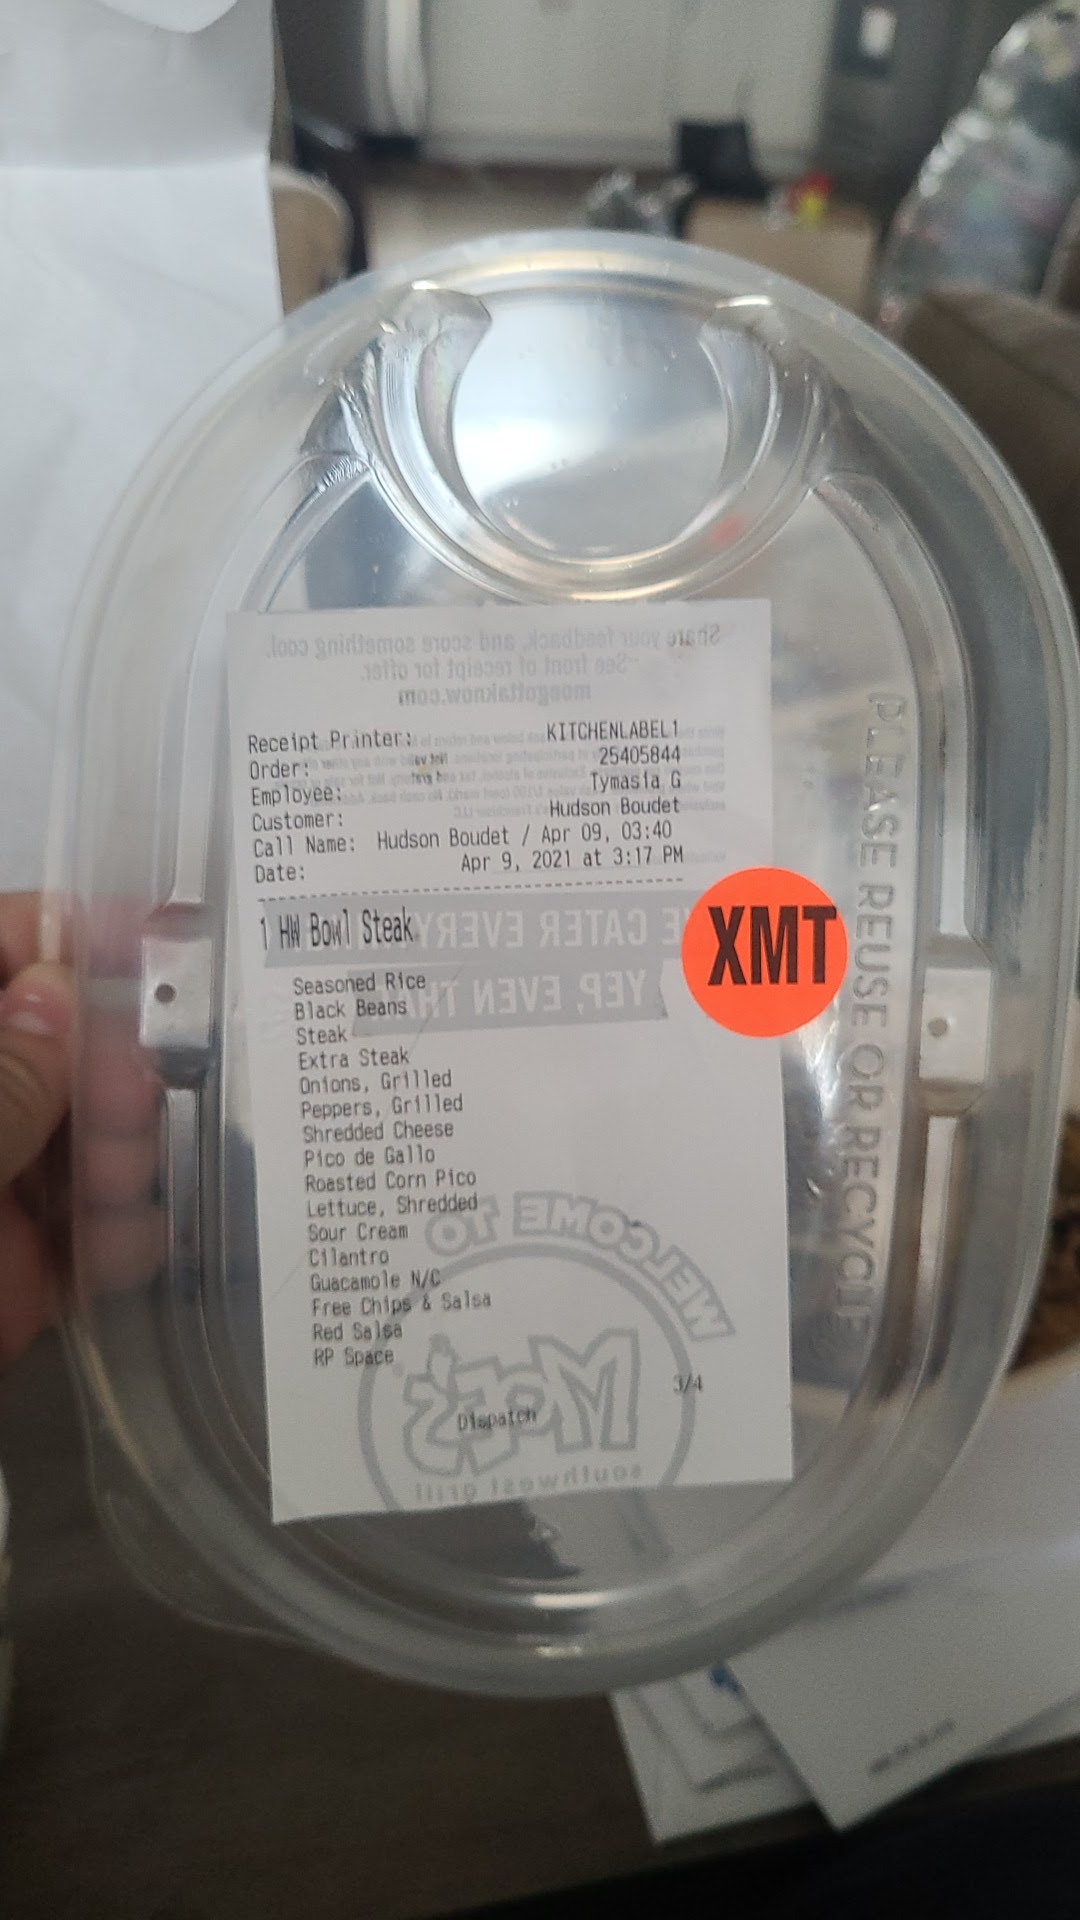 Share your feedback, and score something cool.
-See front of receipt for offer.
moegottaknow.com
Receipt Printer: KITCHENLABEL1
Order: 25405844
Employee: Tymasia G
Customer: Hudson Boudet
Call Name: Hudson Boudet / Apr 09, 03:40
Date: Apr 9, 2021 at 3:17 PM
1 HW Bowl Steak
CATER EVERY
YEP, EVEN
XMT
Seasoned Rice
Black Beans
Steak
Extra Steak
Onions, Grilled
Peppers, Grilled
Shredded Cheese
Pico de Gallo
Roasted Corn Pico
Lettuce, Shredded
Sour Cream
Cilantro
Guacamole N/C
Free Chips & Salsa
Red Salsa
RP Space
3/4
Dispatch
WELCOME TO
MOE'S
southwest grill
PLEASE REUSE OR RECYCLE